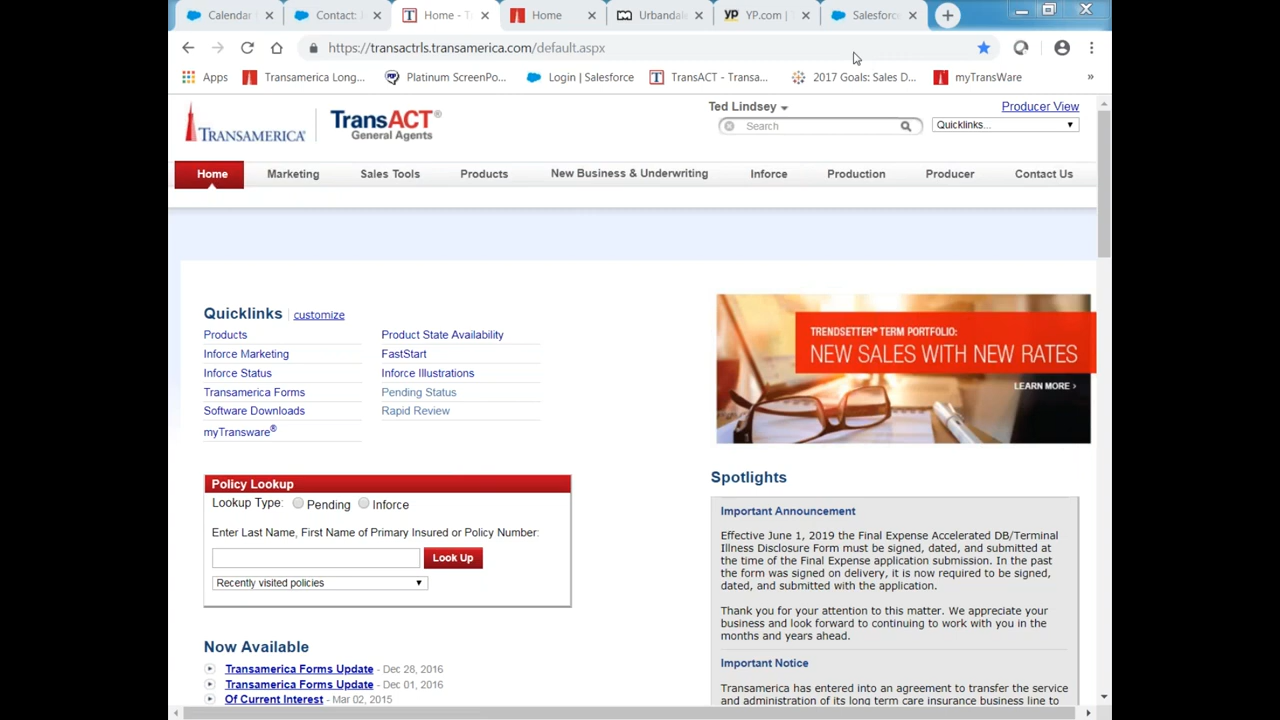 Calendar
Contact: J
Home - T
Home
Urbandal
YP.com | T
Salesforc
https://transactrls.transamerica.com/default.aspx
Apps
Transamerica Long...
Platinum ScreenPo...
Login | Salesforce
TransACT - Transa...
2017 Goals: Sales D...
myTransWare
»
TRANSAMERICA
TransACT®
General Agents
Ted Lindsey
Producer View
Search
Quicklinks...
Home
Marketing
Sales Tools
Products
New Business & Underwriting
Inforce
Production
Producer
Contact Us
Quicklinks
customize
Products
Product State Availability
Inforce Marketing
FastStart
Inforce Status
Inforce Illustrations
Transamerica Forms
Pending Status
Software Downloads
Rapid Review
myTransware®
TRENDSETTER® TERM PORTFOLIO:
NEW SALES WITH NEW RATES
LEARN MORE ›
Policy Lookup
Lookup Type: Pending Inforce
Enter Last Name, First Name of Primary Insured or Policy Number:
Look Up
Recently visited policies
Now Available
Transamerica Forms Update - Dec 28, 2016
Transamerica Forms Update - Dec 01, 2016
Of Current Interest - Mar 02, 2015
Spotlights
Important Announcement
Effective June 1, 2019 the Final Expense Accelerated DB/Terminal
Illness Disclosure Form must be signed, dated, and submitted at
the time of the Final Expense application submission. In the past
the form was signed on delivery, it is now required to be signed,
dated, and submitted with the application.
Thank you for your attention to this matter. We appreciate your
business and look forward to continuing to work with you in the
months and years ahead.
Important Notice
Transamerica has entered into an agreement to transfer the service
and administration of its long term care insurance business line to